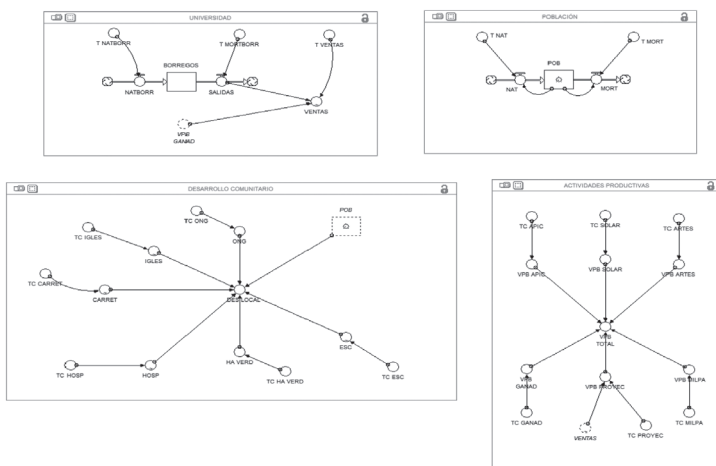 UNIVERSIDAD
T NATBORR
T MORTBORR
T VENTAS
BORREIGOS
NATBORR
SALIDAS
VENTAS
VPB
GANAD
POBLACIÓN
T NAT
T MORT
POB
NAT
MORT
DESARROLLO COMUNITARIO
TC ONG
POB
TC IGLES
ONG
IGLES
TC CARRET
CARRET
DES LOCAL
ESC
HA VERD
TC HOSP
HOSP
TC HA VERD
TC ESC
ACTIVIDADES PRODUCTIVAS
TC APIC
TC SOLAR
TC ARTES
VPB APIC
VPB SOLAR
VPB ARTES
VPB
TOTAL
VPB
GANAD
VPB PROYEC
VPB MILPA
TC GANAD
VENTAS
TC PROYEC
TC MILPA